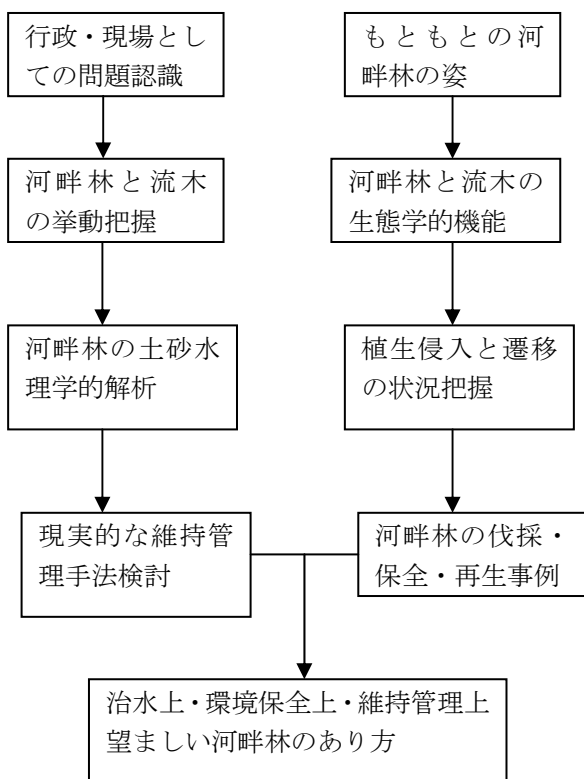 行政・現場とし
ての問題認識
もともとの河
畔林の姿
河畔林と流木
の挙動把握
河畔林と流木の
生態学的機能
河畔林の土砂水
理学的解析
植生侵入と遷移
の状況把握
現実的な維持管
理手法検討
河畔林の伐採・
保全・再生事例
治水上・環境保全上・維持管理上
望ましい河畔林のあり方